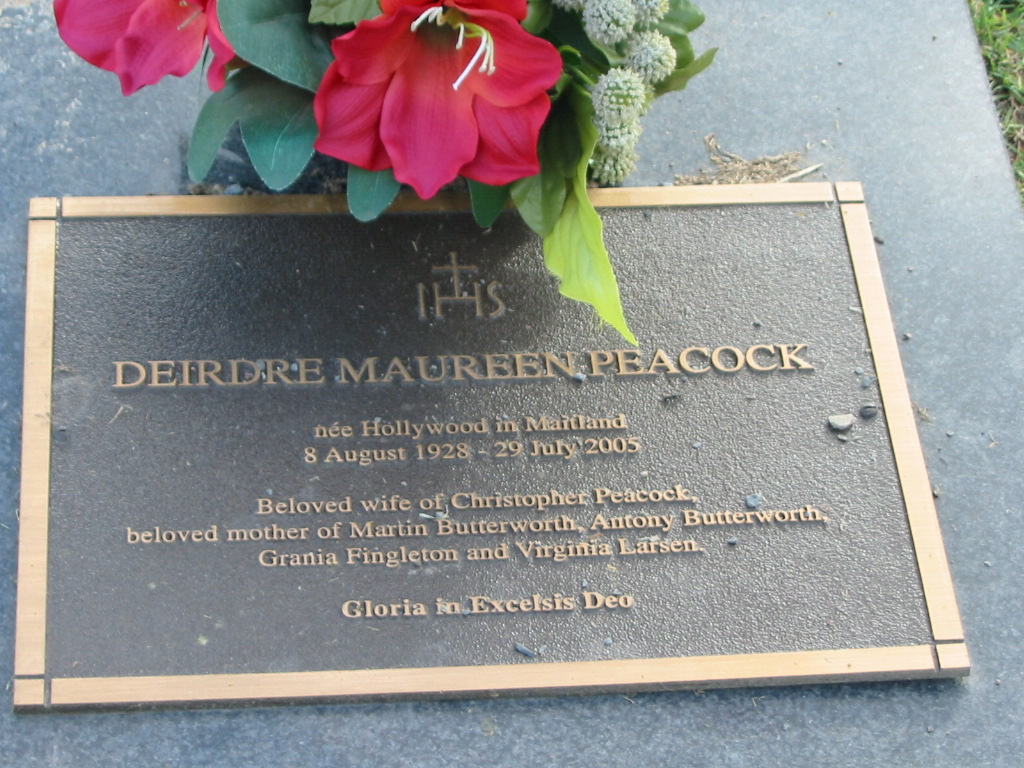 IHS
DEIRDRE MAUREEN PEACOCK
née Hollywood in Maitland
8 August 1928 - 29 July 2005
Beloved wife of Christopher Peacock,
beloved mother of Martin Butterworth, Antony Butterworth,
Grania Fingleton and Virginia Larsen.
Gloria in Excelsis Deo